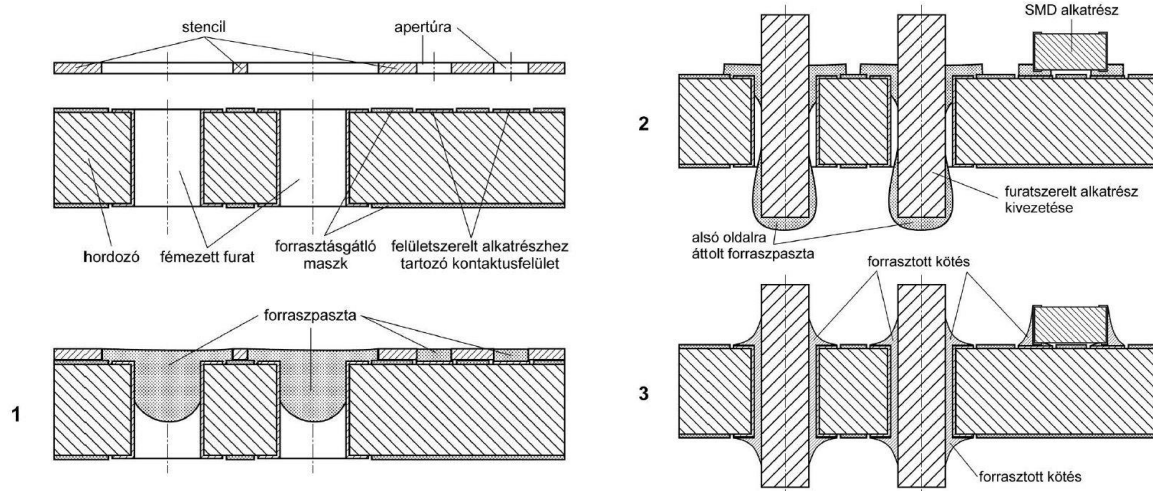 stencil
apertúra
hordozó
fémezett furat
forrasztásgátló
maszk
felületszerelt alkatrészhez
tartozó kontaktusfelület
forraszpaszta
1
SMD alkatrész
2
furatszerelt alkatrész
kivezetése
alsó oldalra
áttolt forraszpaszta
forrasztott kötés
3
forrasztott kötés